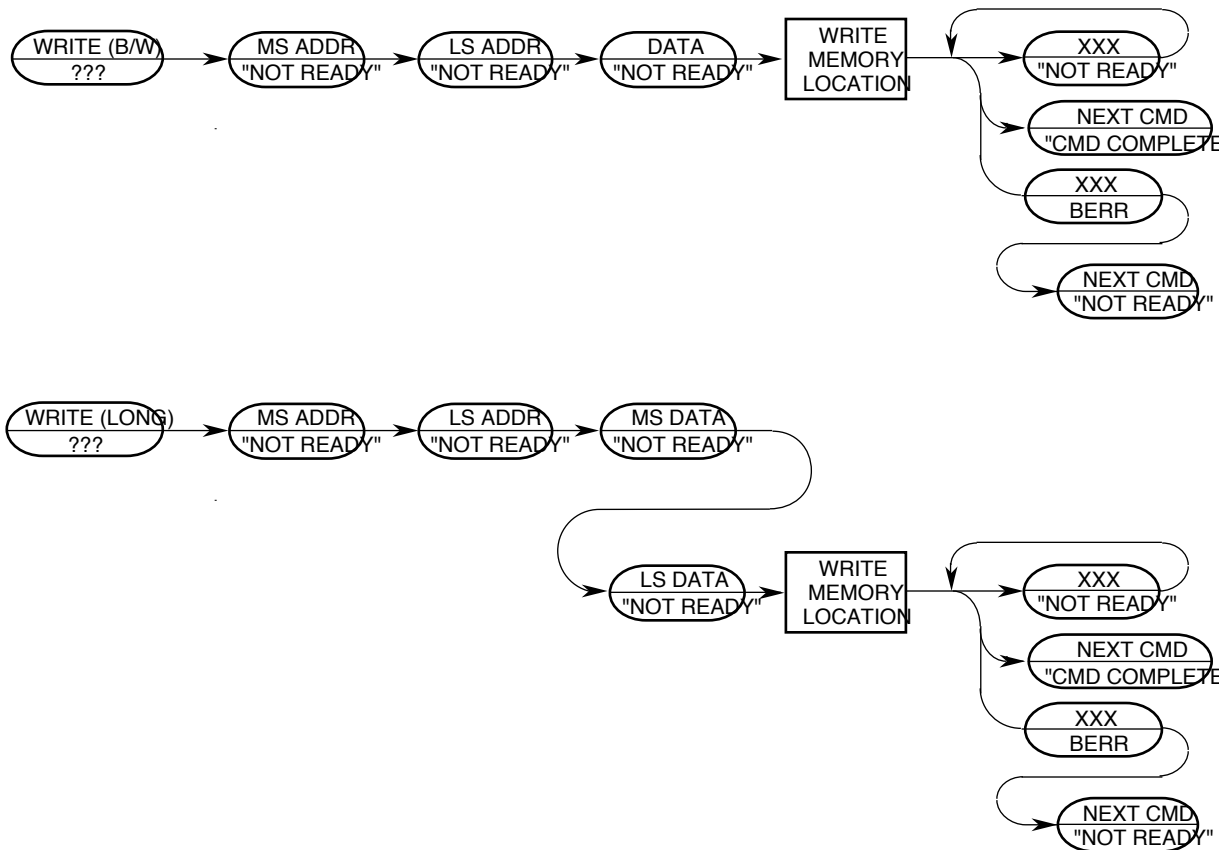 WRITE (B/W)
???
MS ADDR
"NOT READY"
LS ADDR
"NOT READY"
DATA
"NOT READY"
WRITE
MEMORY
LOCATION
XXX
"NOT READY"
NEXT CMD
"CMD COMPLETE
XXX
BERR
NEXT CMD
"NOT READY"
WRITE (LONG)
???
MS ADDR
"NOT READY"
LS ADDR
"NOT READY"
MS DATA
"NOT READY"
LS DATA
"NOT READY"
WRITE
MEMORY
LOCATION
XXX
"NOT READY"
NEXT CMD
"CMD COMPLETE
XXX
BERR
NEXT CMD
"NOT READY"